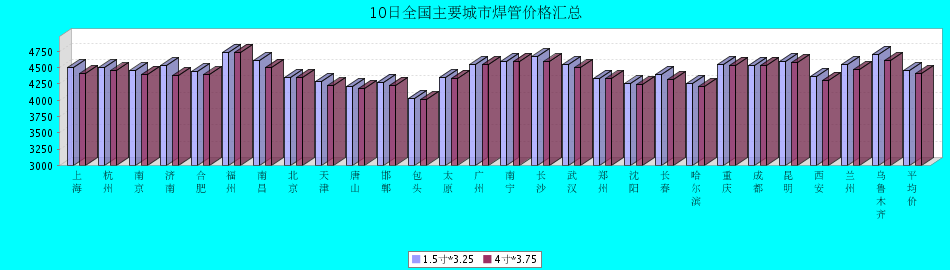 10日全国主要城市焊管价格汇总
4750
4500
4250
4000
3750
3500
3250
3000
上海
杭州
南京
济南
合肥
福州
南昌
北京
天津
唐山
邯郸
包头
太原
广州
南宁
长沙
武汉
郑州
沈阳
长春
哈尔滨
重庆
成都
昆明
西安
兰州
乌鲁木齐
平均价
1.5寸*3.25
4寸*3.75